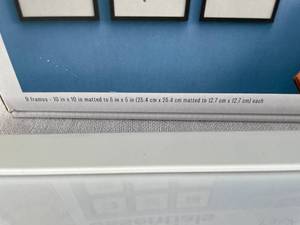 9 frames - 10 in x 10 in matted to 5 in x 5 in (25.4 cm x 25.4 cm matted to 12.7 cm x 12.7 cm) each